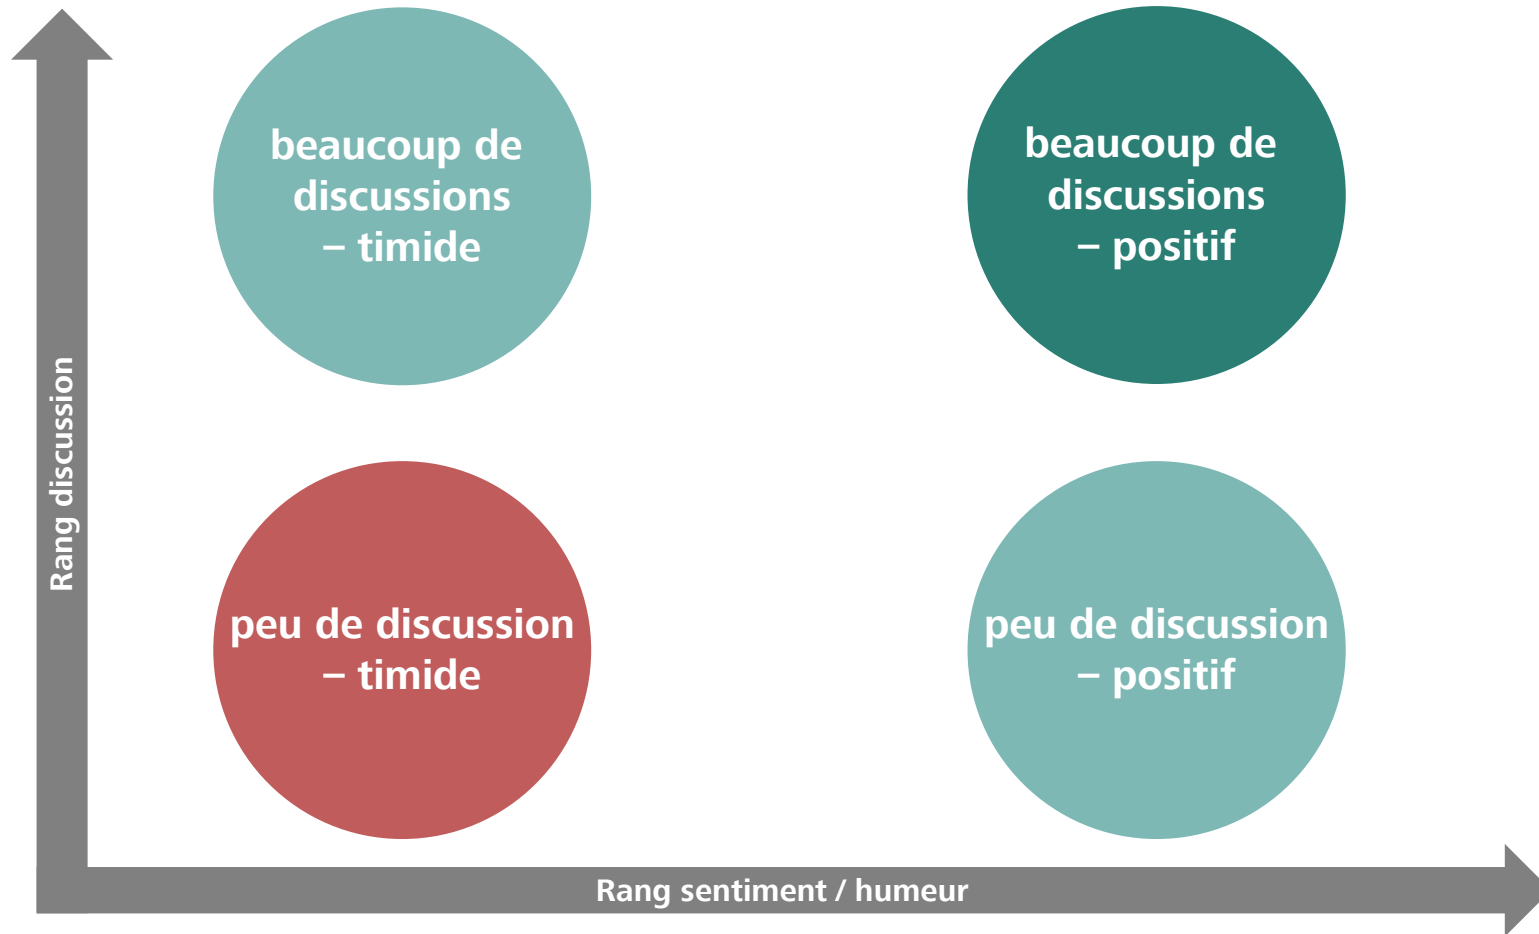 beaucoup de
discussions
– timide
beaucoup de
discussions
– positif
Rang discussion
peu de discussion
– timide
peu de discussion
– positif
Rang sentiment / humeur